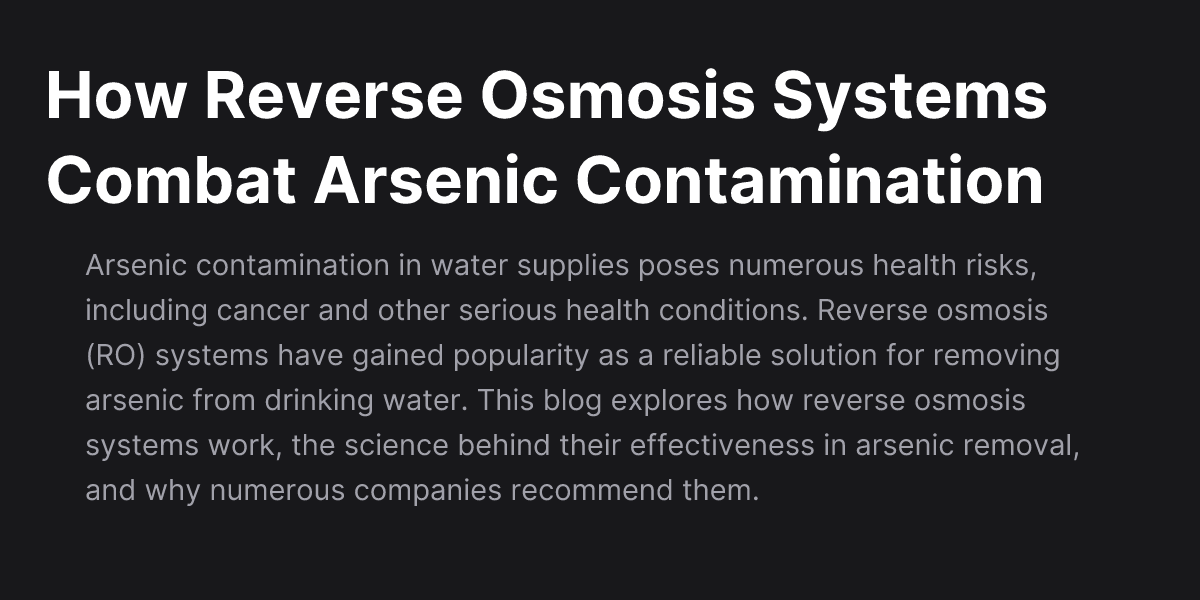 How Reverse Osmosis Systems
Combat Arsenic Contamination
Arsenic contamination in water supplies poses numerous health risks,
including cancer and other serious health conditions. Reverse osmosis
(RO) systems have gained popularity as a reliable solution for removing
arsenic from drinking water. This blog explores how reverse osmosis
systems work, the science behind their effectiveness in arsenic removal,
and why numerous companies recommend them.